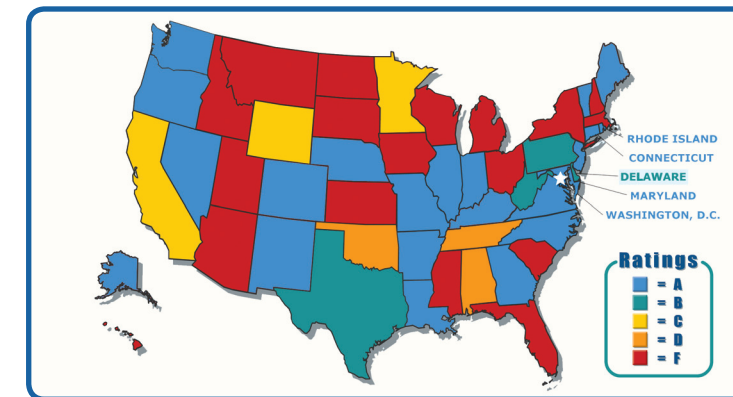 RHODE ISLAND
CONNECTICUT
DELAWARE
MARYLAND
WASHINGTON, D.C.
Ratings
= A
= B
= C
= D
= F